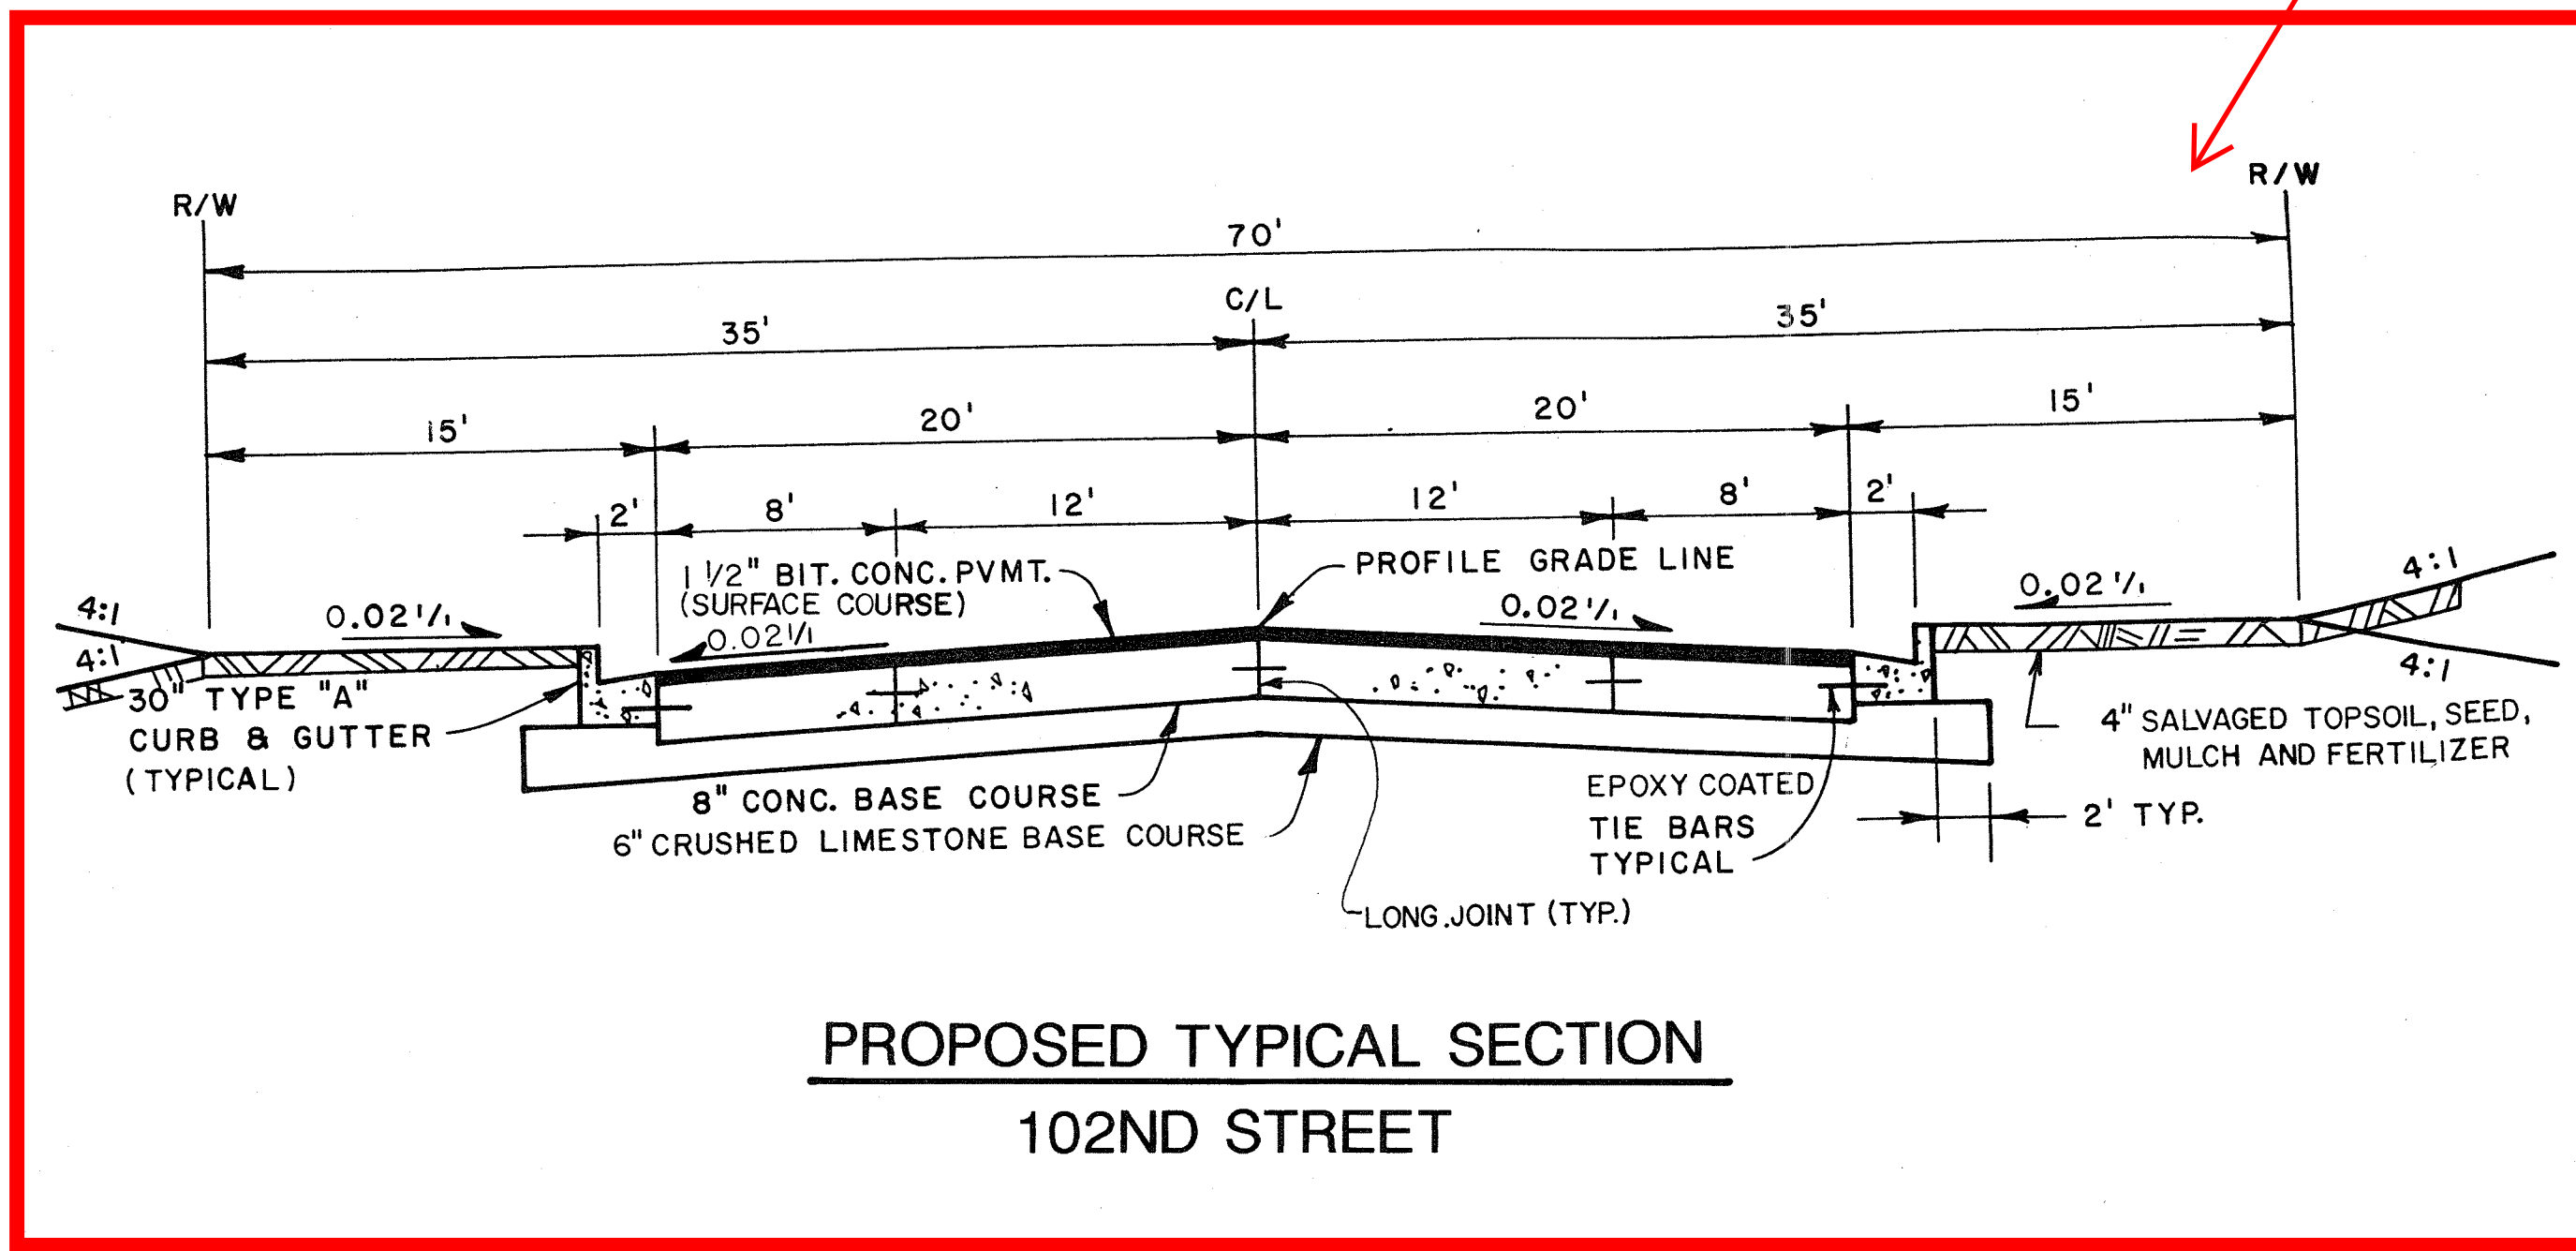 R/W
R/W
70'
C/L
35'
35'
15'
20'
20'
15'
2'
8'
12'
12'
8'
2'
1 1/2" BIT. CONC. PVMT.
(SURFACE COURSE)
PROFILE GRADE LINE
4:1
4:1
0.02 '/1
0.02 '/1
0.02 '/1
0.02 '/1
4:1
4:1
30" TYPE "A"
CURB & GUTTER
(TYPICAL)
8" CONC. BASE COURSE
6" CRUSHED LIMESTONE BASE COURSE
EPOXY COATED
TIE BARS
TYPICAL
4" SALVAGED TOPSOIL, SEED,
MULCH AND FERTILIZER
2' TYP.
LONG. JOINT (TYP.)
PROPOSED TYPICAL SECTION
102ND STREET